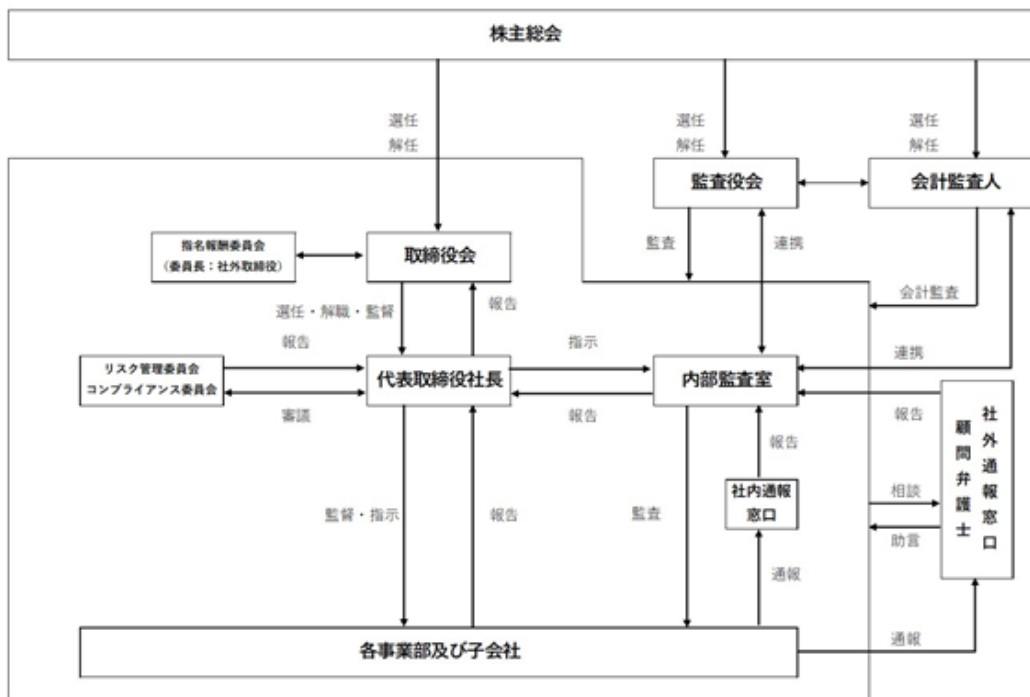 株主総会
選任
解任
選任
解任
選任
解任
監査役会
会計監査人
指名報酬委員会
（委員長：社外取締役）
取締役会
監査
連携
会計監査
選任・解職・監督
報告
報告
指示
連携
リスク管理委員会
コンプライアンス委員会
代表取締役社長
内部監査室
審議
報告
報告
報告
社内通報
窓口
社外通報窓口
顧問弁護士
監督・指示
報告
監査
相談
助言
通報
各事業部及び子会社
通報